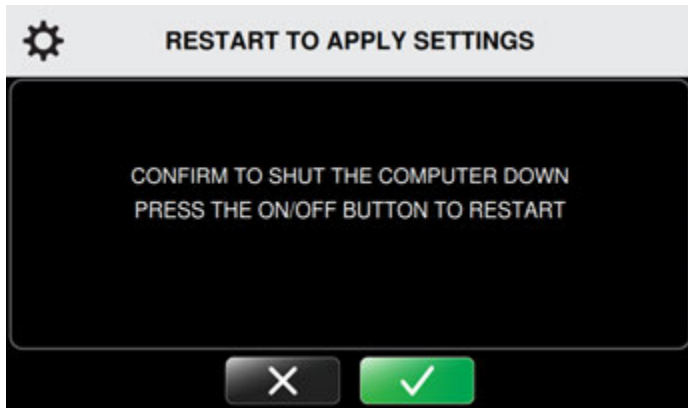 RESTART TO APPLY SETTINGS
CONFIRM TO SHUT THE COMPUTER DOWN
PRESS THE ON/OFF BUTTON TO RESTART